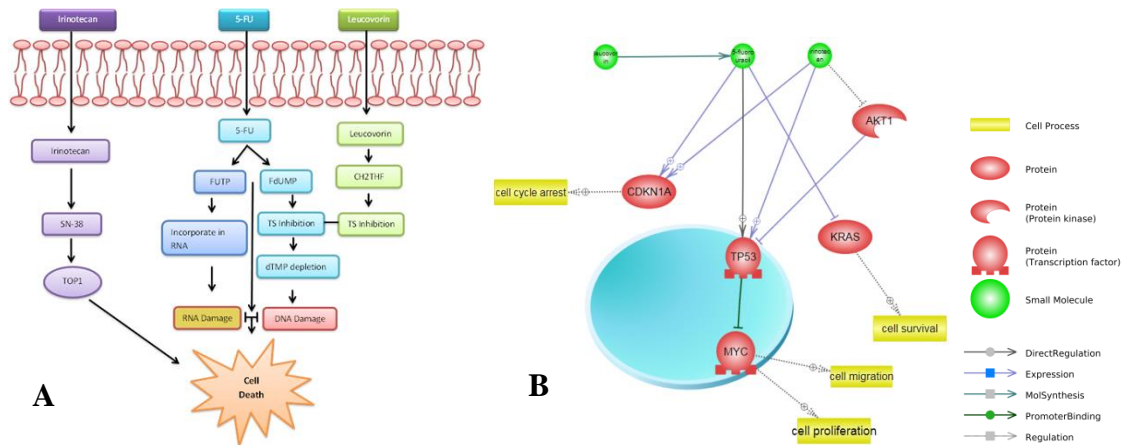 Irinotecan
5-FU
Leucovorin
5-FU
Leucovorin
Irinotecan
FUTP
FdUMP
CH2THF
SN-38
Incorporate in
RNA
TS Inhibition
TS inhibition
dTMP depletion
TOP1
RNA Damage
DNA Damage
Cell
Death
A
AKT1
cell cycle arrest
CDKN1A
KRAS
TP53
cell survival
MYC
cell migration
cell proliferation
B
Cell Process
Protein
Protein
(Protein kinase)
Protein
(Transcription factor)
Small Molecule
DirectRegulation
Expression
MolSynthesis
PromoterBinding
Regulation